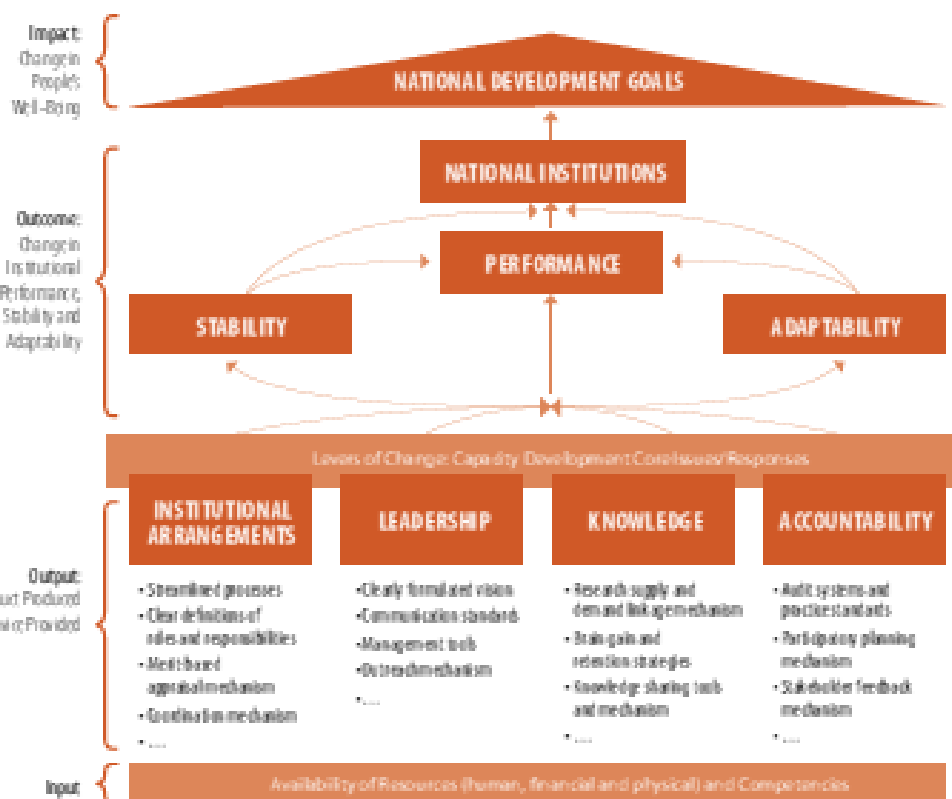 Impact:
Change in
People's
Well-Being
NATIONAL DEVELOPMENT GOALS
NATIONAL INSTITUTIONS
Outcome:
Change in
Institutional
Performance,
Stability and
Adaptability
PERFORMANCE
STABILITY
ADAPTABILITY
Levers of Change: Capacity Development Core Issues/Responses
INSTITUTIONAL
ARRANGEMENTS
LEADERSHIP
KNOWLEDGE
ACCOUNTABILITY
Output:
Produced
Provided
• Streamlined processes
• Clear definitions of
roles and responsibilities
• Merit-based
appraisal mechanism
• Coordination mechanism
• ....
• Clearly formulated vision
• Communication standards
• Management tools
• Outreach mechanism
• ....
• Research supply and
demand linkage mechanism
• Brain gain and
retention strategies
• Knowledge sharing tools
and mechanism
• ....
• Audit systems and
practice standards
• Participatory planning
mechanism
• Stakeholder feedback
mechanism
• ....
Input
Availability of Resources (human, financial and physical) and Competencies